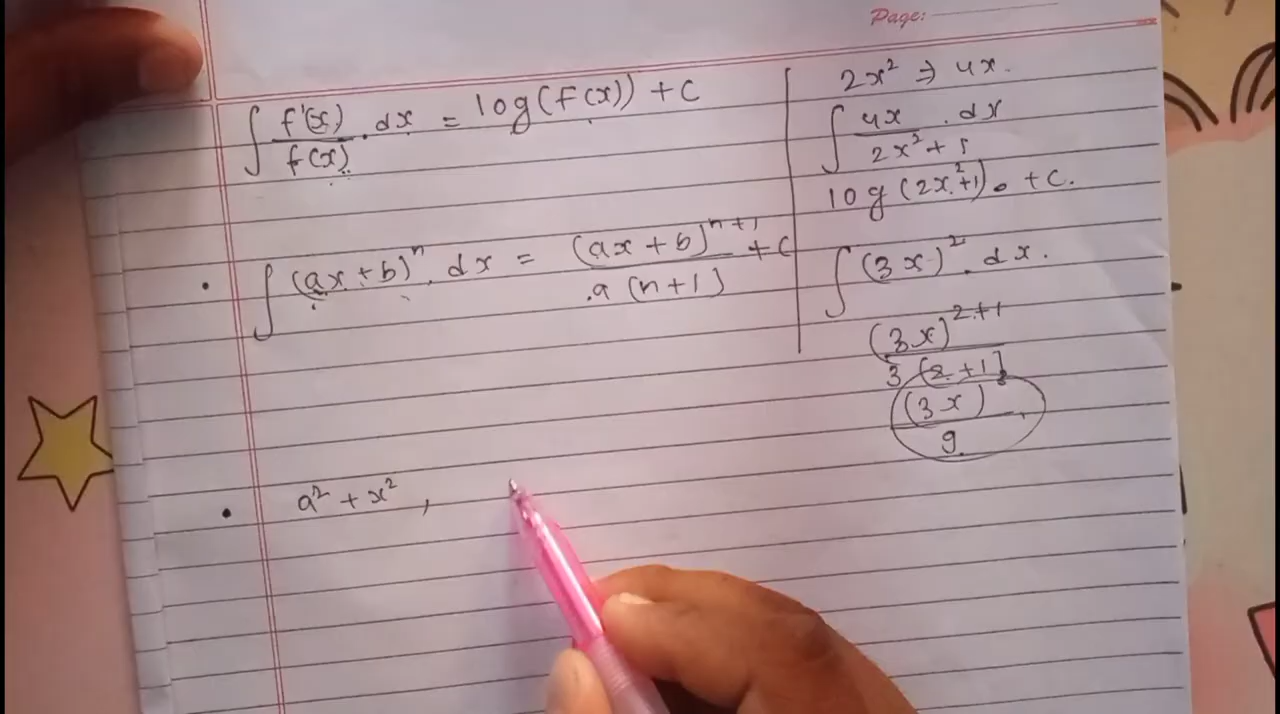 Page:
∫ f'(x)/f(x) . dx = log(f(x)) + c
∫ (ax + b)^n . dx = (ax + b)^(n+1) / a(n+1) + c
2x² ⇒ 4x.
∫ 4x/(2x² + 1) . dx
log(2x²+1). + c.
∫ (3x)² . dx.
(3x)^(2+1) / 3[2+1]
(3x)³ / 9.
a² + x² ,